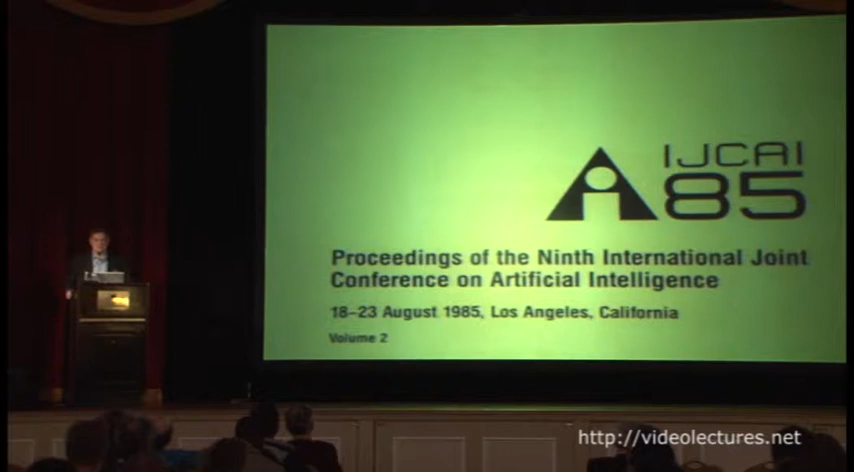 IJCAI
85
Proceedings of the Ninth International Joint
Conference on Artificial Intelligence
18–23 August 1985, Los Angeles, California
Volume 2
http://videolectures.net